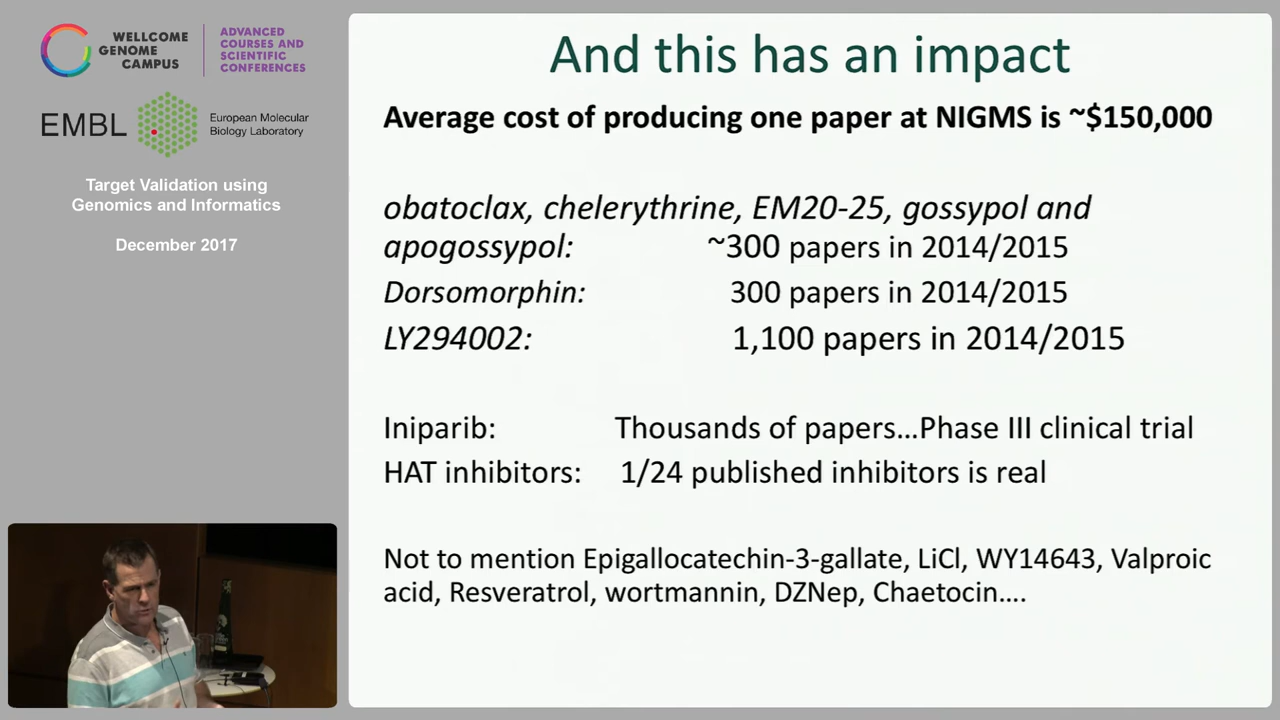 WELLCOME
GENOME
CAMPUS
ADVANCED
COURSES AND
SCIENTIFIC
CONFERENCES
EMBL
European Molecular
Biology Laboratory
Target Validation using
Genomics and Informatics
December 2017
And this has an impact
Average cost of producing one paper at NIGMS is ~$150,000
obatoclax, chelerythrine, EM20-25, gossypol and
apogossypol: ~300 papers in 2014/2015
Dorsomorphin: 300 papers in 2014/2015
LY294002: 1,100 papers in 2014/2015
Iniparib: Thousands of papers...Phase III clinical trial
HAT inhibitors: 1/24 published inhibitors is real
Not to mention Epigallocatechin-3-gallate, LiCl, WY14643, Valproic
acid, Resveratrol, wortmannin, DZNep, Chaetocin....